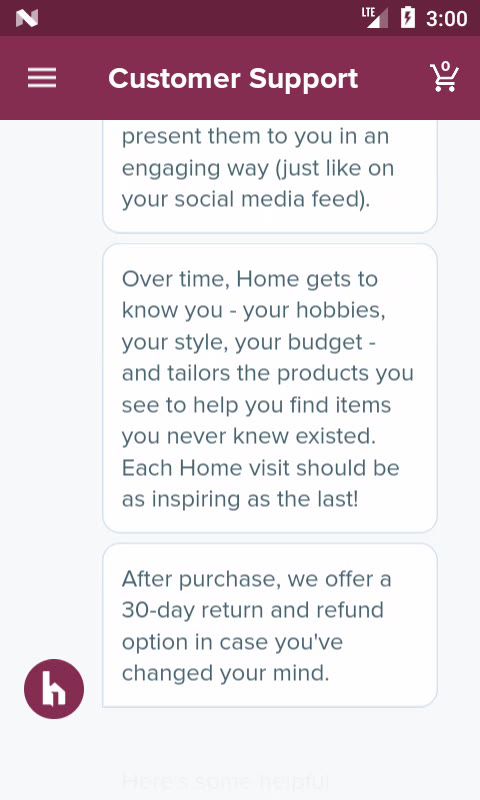 LTE
3:00
Customer Support
0
present them to you in an
engaging way (just like on
your social media feed).
Over time, Home gets to
know you - your hobbies,
your style, your budget -
and tailors the products you
see to help you find items
you never knew existed.
Each Home visit should be
as inspiring as the last!
After purchase, we offer a
30-day return and refund
option in case you've
changed your mind.
h
Here's some helpful